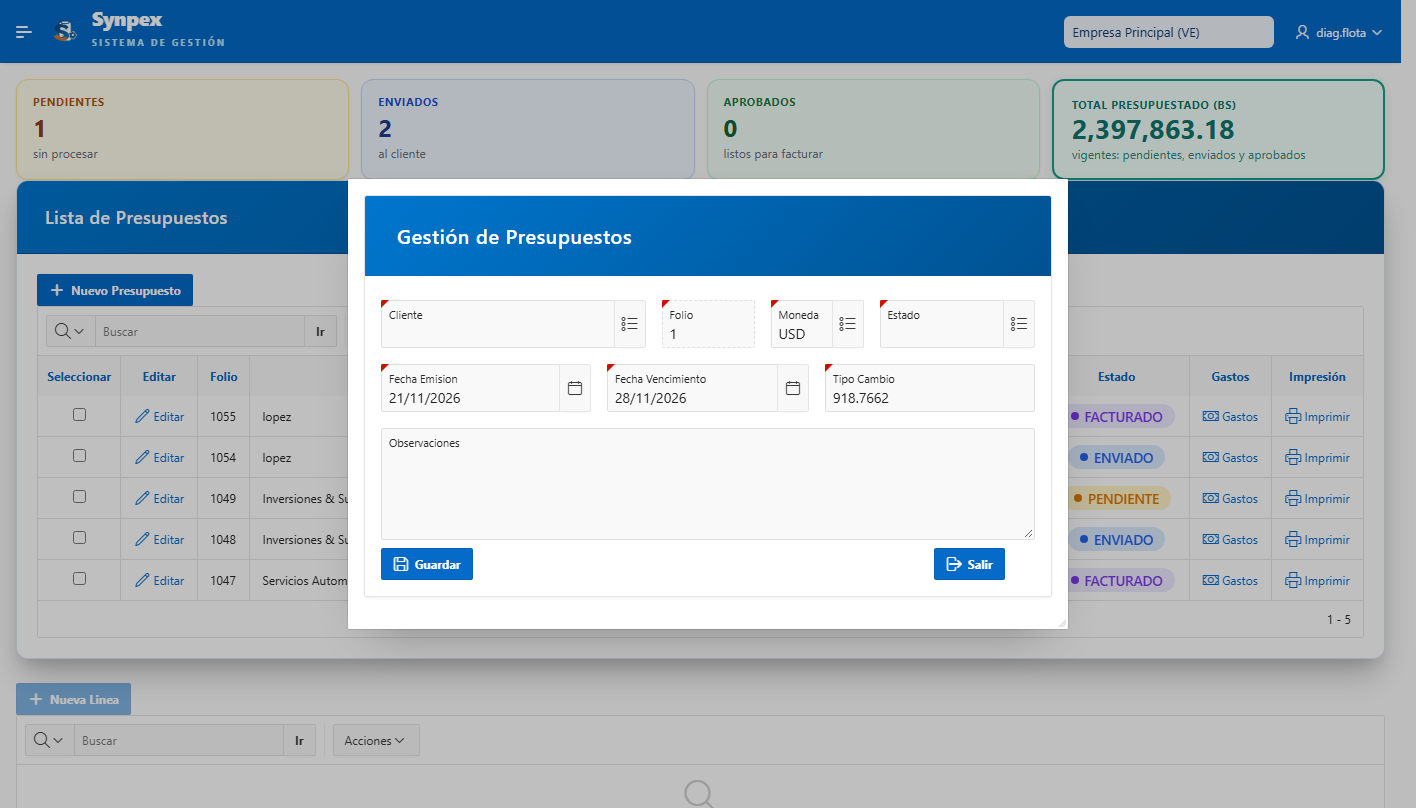 Synpex
SISTEMA DE GESTIÓN
Empresa Principal (VE)
diag.flota
PENDIENTES
1
sin procesar
ENVIADOS
2
al cliente
APROBADOS
0
listos para facturar
TOTAL PRESUPUESTADO (BS)
2,397,863.18
vigentes: pendientes, enviados y aprobados
Lista de Presupuestos
Nuevo Presupuesto
Buscar
Ir
Seleccionar Editar Folio Estado Gastos Impresión
Editar 1055 lopez FACTURADO Gastos Imprimir
Editar 1054 lopez ENVIADO Gastos Imprimir
Editar 1049 Inversiones & Su PENDIENTE Gastos Imprimir
Editar 1048 Inversiones & Su ENVIADO Gastos Imprimir
Editar 1047 Servicios Autom FACTURADO Gastos Imprimir
1 - 5
Gestión de Presupuestos
Cliente
Folio
1
Moneda
USD
Estado
Fecha Emision
21/11/2026
Fecha Vencimiento
28/11/2026
Tipo Cambio
918.7662
Observaciones
Guardar
Salir
Nueva Linea
Buscar
Ir
Acciones